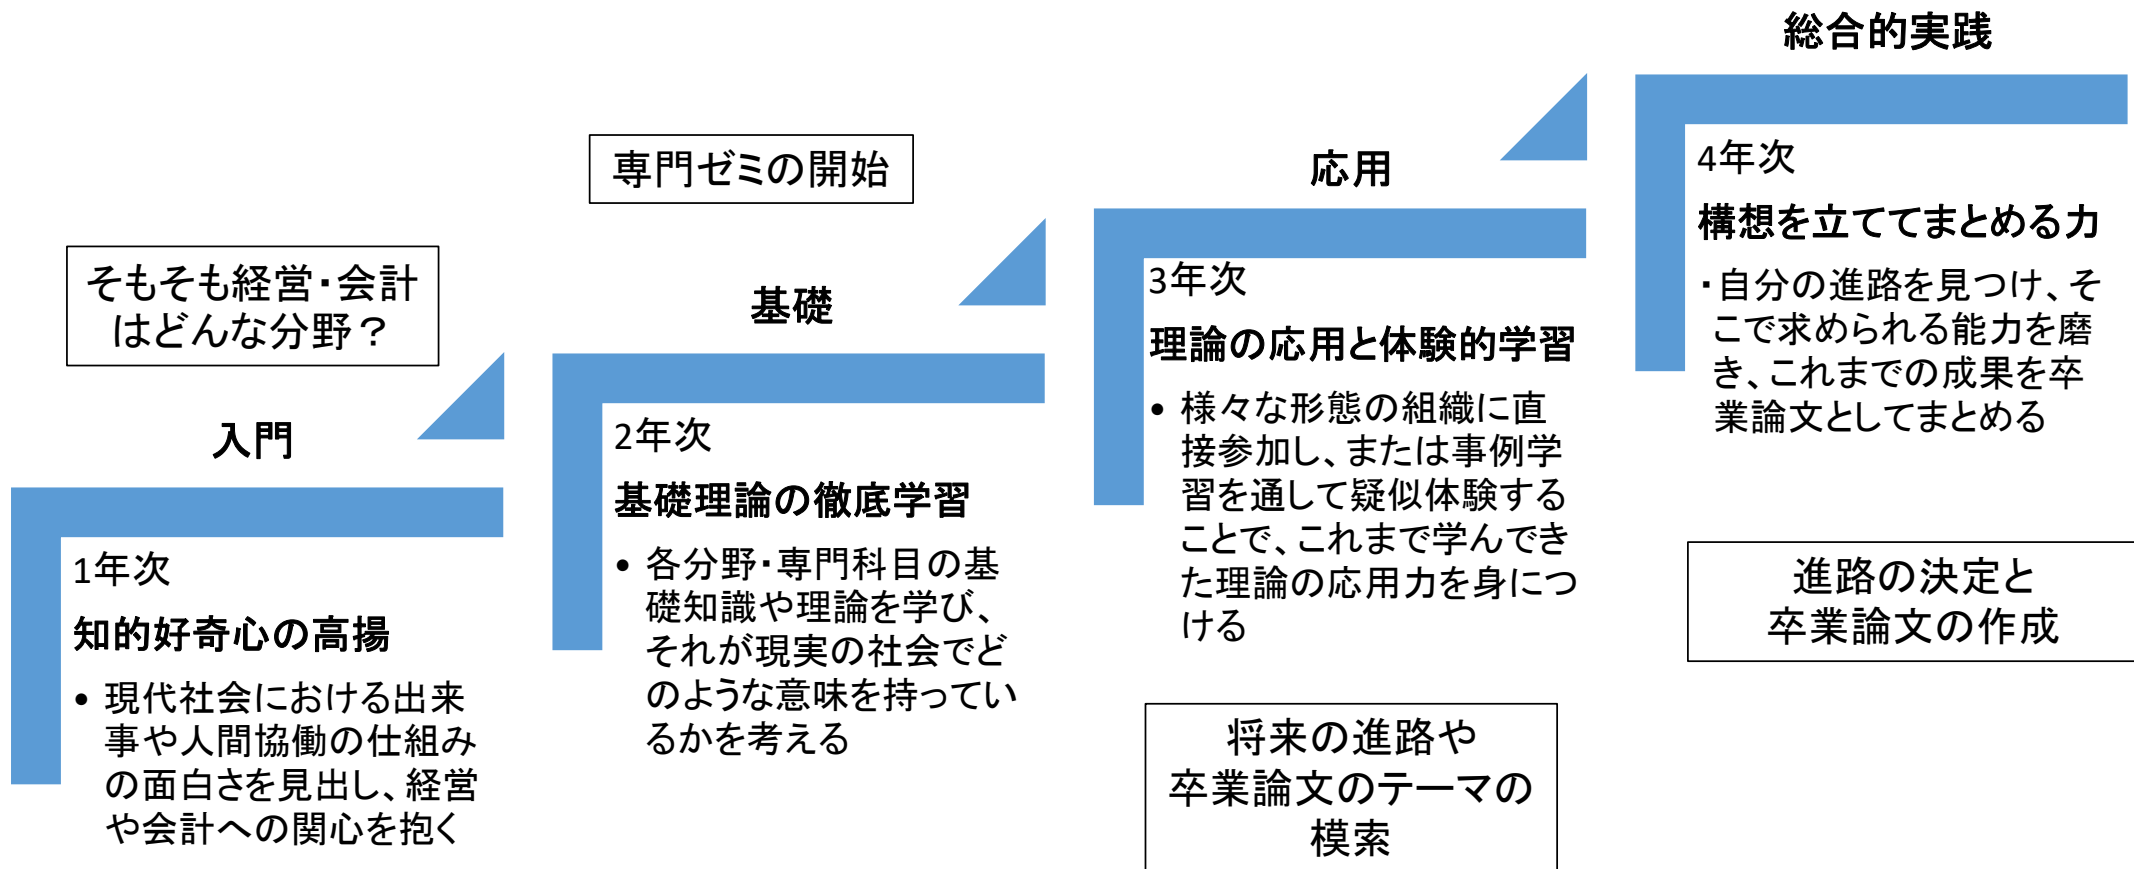 そもそも経営・会計
はどんな分野？
入門
1年次
知的好奇心の高揚
• 現代社会における出来
事や人間協働の仕組み
の面白さを見出し、経営
や会計への関心を抱く
専門ゼミの開始
基礎
2年次
基礎理論の徹底学習
• 各分野・専門科目の基
礎知識や理論を学び、
それが現実の社会でど
のような意味を持ってい
るかを考える
応用
3年次
理論の応用と体験的学習
• 様々な形態の組織に直
接参加し、または事例学
習を通して疑似体験する
ことで、これまで学んでき
た理論の応用力を身につ
ける
将来の進路や
卒業論文のテーマの
模索
総合的実践
4年次
構想を立ててまとめる力
・自分の進路を見つけ、そ
こで求められる能力を磨
き、これまでの成果を卒
業論文としてまとめる
進路の決定と
卒業論文の作成